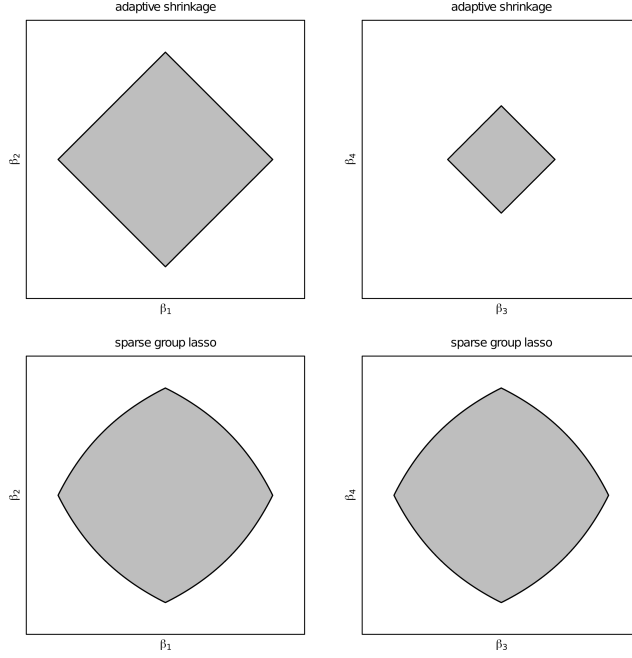 adaptive shrinkage
adaptive shrinkage
β2
β4
β1
β3
sparse group lasso
sparse group lasso
β2
β4
β1
β3